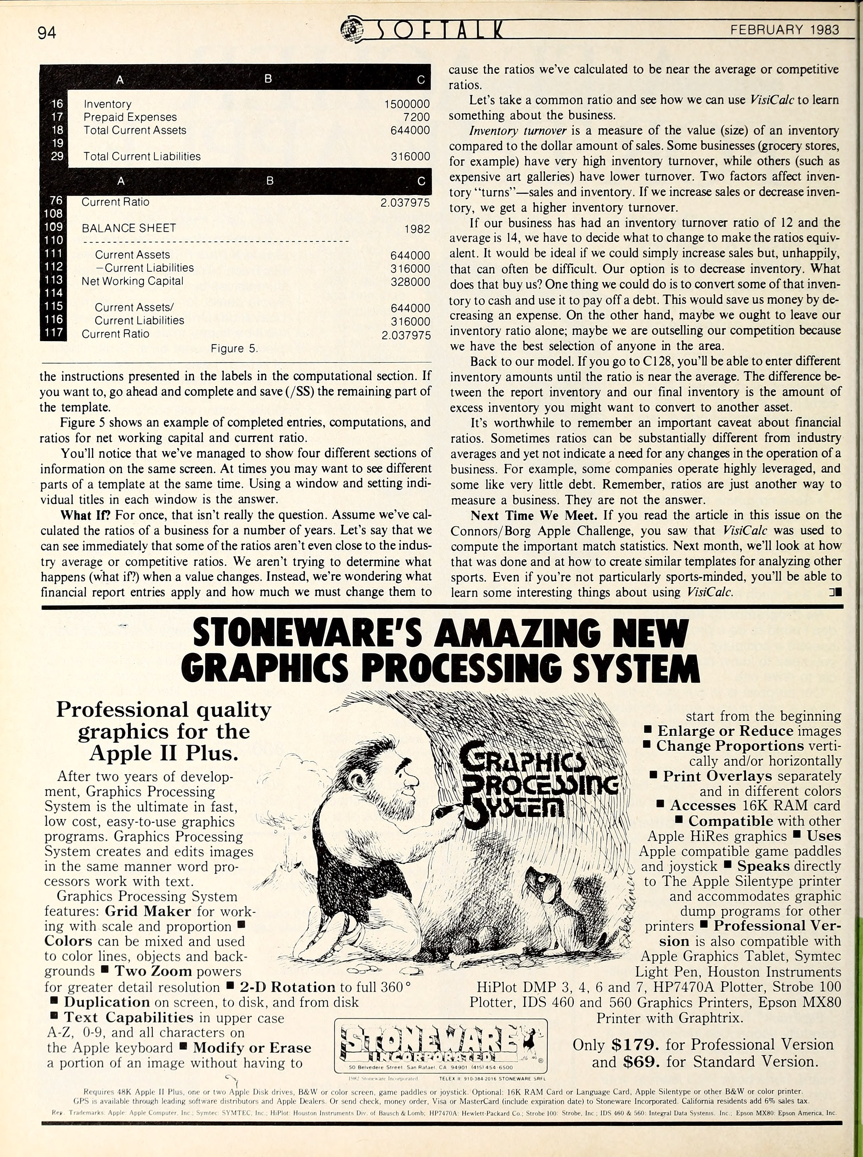 94
SOFTALK
FEBRUARY 1983
A B C
16 Inventory 1500000
17 Prepaid Expenses 7200
18 Total Current Assets 644000
19
29 Total Current Liabilities 316000
A B C
76 Current Ratio 2.037975
108
109 BALANCE SHEET 1982
110 ----------------------------------------
111 Current Assets 644000
112 –Current Liabilities 316000
113 Net Working Capital 328000
114
115 Current Assets/ 644000
116 Current Liabilities 316000
117 Current Ratio 2.037975
Figure 5.
the instructions presented in the labels in the computational section. If
you want to, go ahead and complete and save (/SS) the remaining part of
the template.
Figure 5 shows an example of completed entries, computations, and
ratios for net working capital and current ratio.
You'll notice that we've managed to show four different sections of
information on the same screen. At times you may want to see different
parts of a template at the same time. Using a window and setting indi-
vidual titles in each window is the answer.
What If? For once, that isn't really the question. Assume we've cal-
culated the ratios of a business for a number of years. Let's say that we
can see immediately that some of the ratios aren't even close to the indus-
try average or competitive ratios. We aren't trying to determine what
happens (what if?) when a value changes. Instead, we're wondering what
financial report entries apply and how much we must change them to
cause the ratios we've calculated to be near the average or competitive
ratios.
Let's take a common ratio and see how we can use VisiCalc to learn
something about the business.
Inventory turnover is a measure of the value (size) of an inventory
compared to the dollar amount of sales. Some businesses (grocery stores,
for example) have very high inventory turnover, while others (such as
expensive art galleries) have lower turnover. Two factors affect inven-
tory "turns"—sales and inventory. If we increase sales or decrease inven-
tory, we get a higher inventory turnover.
If our business has had an inventory turnover ratio of 12 and the
average is 14, we have to decide what to change to make the ratios equiv-
alent. It would be ideal if we could simply increase sales but, unhappily,
that can often be difficult. Our option is to decrease inventory. What
does that buy us? One thing we could do is to convert some of that inven-
tory to cash and use it to pay off a debt. This would save us money by de-
creasing an expense. On the other hand, maybe we ought to leave our
inventory ratio alone; maybe we are outselling our competition because
we have the best selection of anyone in the area.
Back to our model. If you go to C128, you'll be able to enter different
inventory amounts until the ratio is near the average. The difference be-
tween the report inventory and our final inventory is the amount of
excess inventory you might want to convert to another asset.
It's worthwhile to remember an important caveat about financial
ratios. Sometimes ratios can be substantially different from industry
averages and yet not indicate a need for any changes in the operation of a
business. For example, some companies operate highly leveraged, and
some like very little debt. Remember, ratios are just another way to
measure a business. They are not the answer.
Next Time We Meet. If you read the article in this issue on the
Connors/Borg Apple Challenge, you saw that VisiCalc was used to
compute the important match statistics. Next month, we'll look at how
that was done and at how to create similar templates for analyzing other
sports. Even if you're not particularly sports-minded, you'll be able to
learn some interesting things about using VisiCalc.
STONEWARE'S AMAZING NEW
GRAPHICS PROCESSING SYSTEM
Professional quality
graphics for the
Apple II Plus.
After two years of develop-
ment, Graphics Processing
System is the ultimate in fast,
low cost, easy-to-use graphics
programs. Graphics Processing
System creates and edits images
in the same manner word pro-
cessors work with text.
Graphics Processing System
features: Grid Maker for work-
ing with scale and proportion ■
Colors can be mixed and used
to color lines, objects and back-
grounds ■ Two Zoom powers
for greater detail resolution ■ 2-D Rotation to full 360°
■ Duplication on screen, to disk, and from disk
■ Text Capabilities in upper case
A-Z, 0-9, and all characters on
the Apple keyboard ■ Modify or Erase
a portion of an image without having to
GRAPHICS
PROCESSING
SYSTEM
start from the beginning
■ Enlarge or Reduce images
■ Change Proportions verti-
cally and/or horizontally
■ Print Overlays separately
and in different colors
■ Accesses 16K RAM card
■ Compatible with other
Apple HiRes graphics ■ Uses
Apple compatible game paddles
and joystick ■ Speaks directly
to The Apple Silentype printer
and accommodates graphic
dump programs for other
printers ■ Professional Ver-
sion is also compatible with
Apple Graphics Tablet, Symtec
Light Pen, Houston Instruments
HiPlot DMP 3, 4, 6 and 7, HP7470A Plotter, Strobe 100
Plotter, IDS 460 and 560 Graphics Printers, Epson MX80
Printer with Graphtrix.
Only $179. for Professional Version
and $69. for Standard Version.
STONEWARE
INCORPORATED
50 Belvedere Street, San Rafael, CA 94901 (415) 454-6500
1982 Stoneware Incorporated TELEX II 910-384-2016 STONEWARE SRFL
Requires 48K Apple II Plus, one or two Apple Disk drives, B&W or color screen, game paddles or joystick. Optional: 16K RAM Card or Language Card, Apple Silentype or other B&W or color printer.
GPS is available through leading software distributors and Apple Dealers. Or send check, money order, Visa or MasterCard (include expiration date) to Stoneware Incorporated. California residents add 6% sales tax.
Reg. Trademarks: Apple: Apple Computer, Inc.; Symtec: SYMTEC, Inc.; HiPlot: Houston Instruments Div. of Bausch & Lomb; HP7470A: Hewlett-Packard Co.; Strobe 100: Strobe, Inc.; IDS 460 & 560: Integral Data Systems, Inc.; Epson MX80: Epson America, Inc.